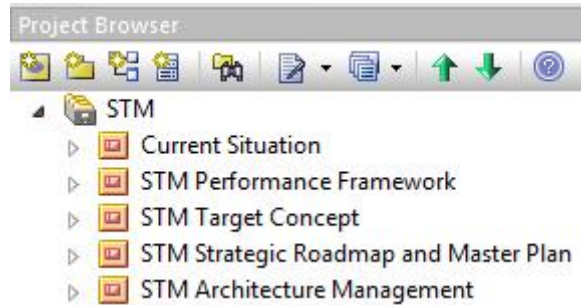 Project Browser
STM
Current Situation
STM Performance Framework
STM Target Concept
STM Strategic Roadmap and Master Plan
STM Architecture Management